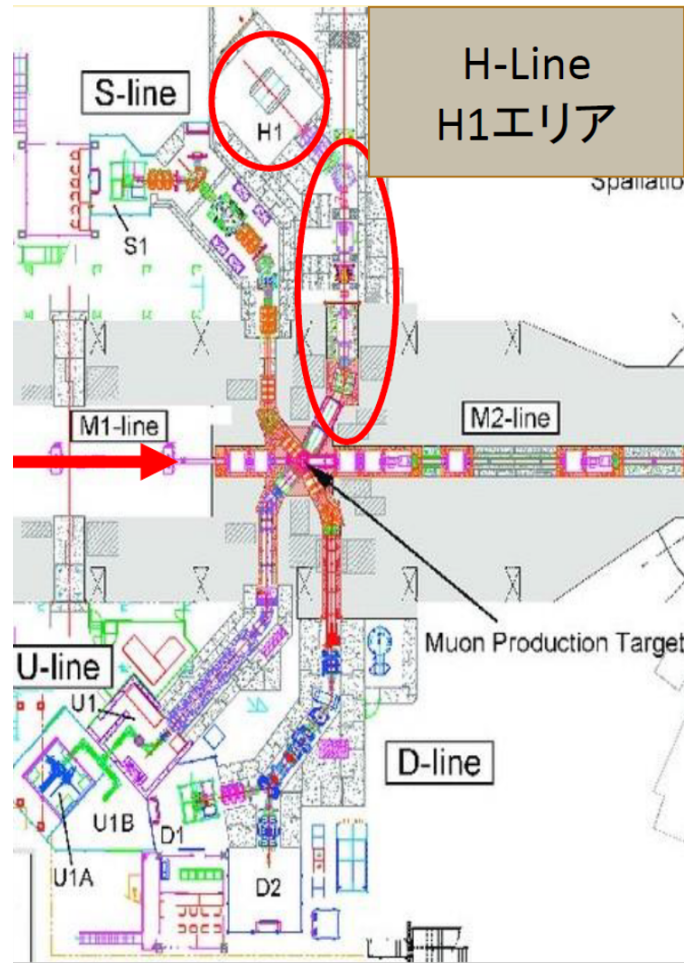 H-Line
H1エリア
S-line
H1
S1
M1-line
M2-line
Muon Production Target
U-line
U1
D-line
U1B
D1
U1A
D2